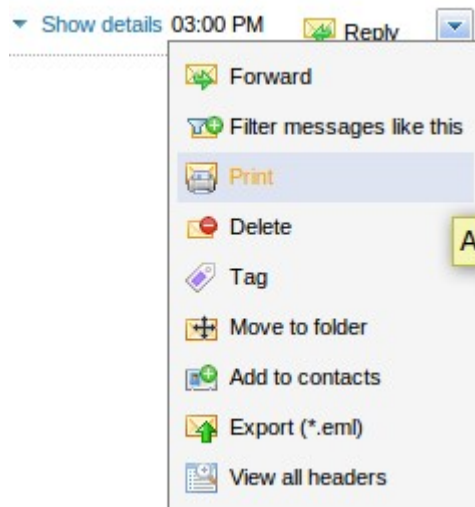 Show details 03:00 PM Reply
Forward
Filter messages like this
Print
A
Delete
Tag
Move to folder
Add to contacts
Export (*.eml)
View all headers